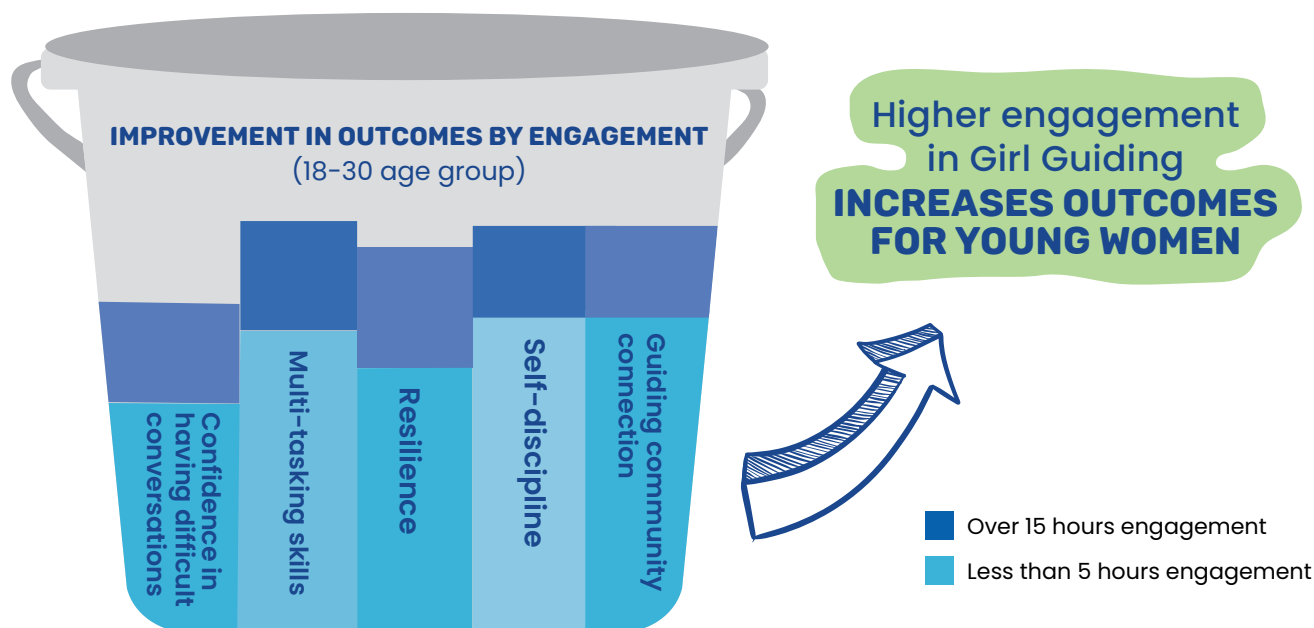 IMPROVEMENT IN OUTCOMES BY ENGAGEMENT
(18-30 age group)
Confidence in
having difficult
conversations
Multi-tasking skills
Resilience
Self-discipline
Guiding community
connection
Higher engagement
in Girl Guiding
INCREASES OUTCOMES
FOR YOUNG WOMEN
Over 15 hours engagement
Less than 5 hours engagement